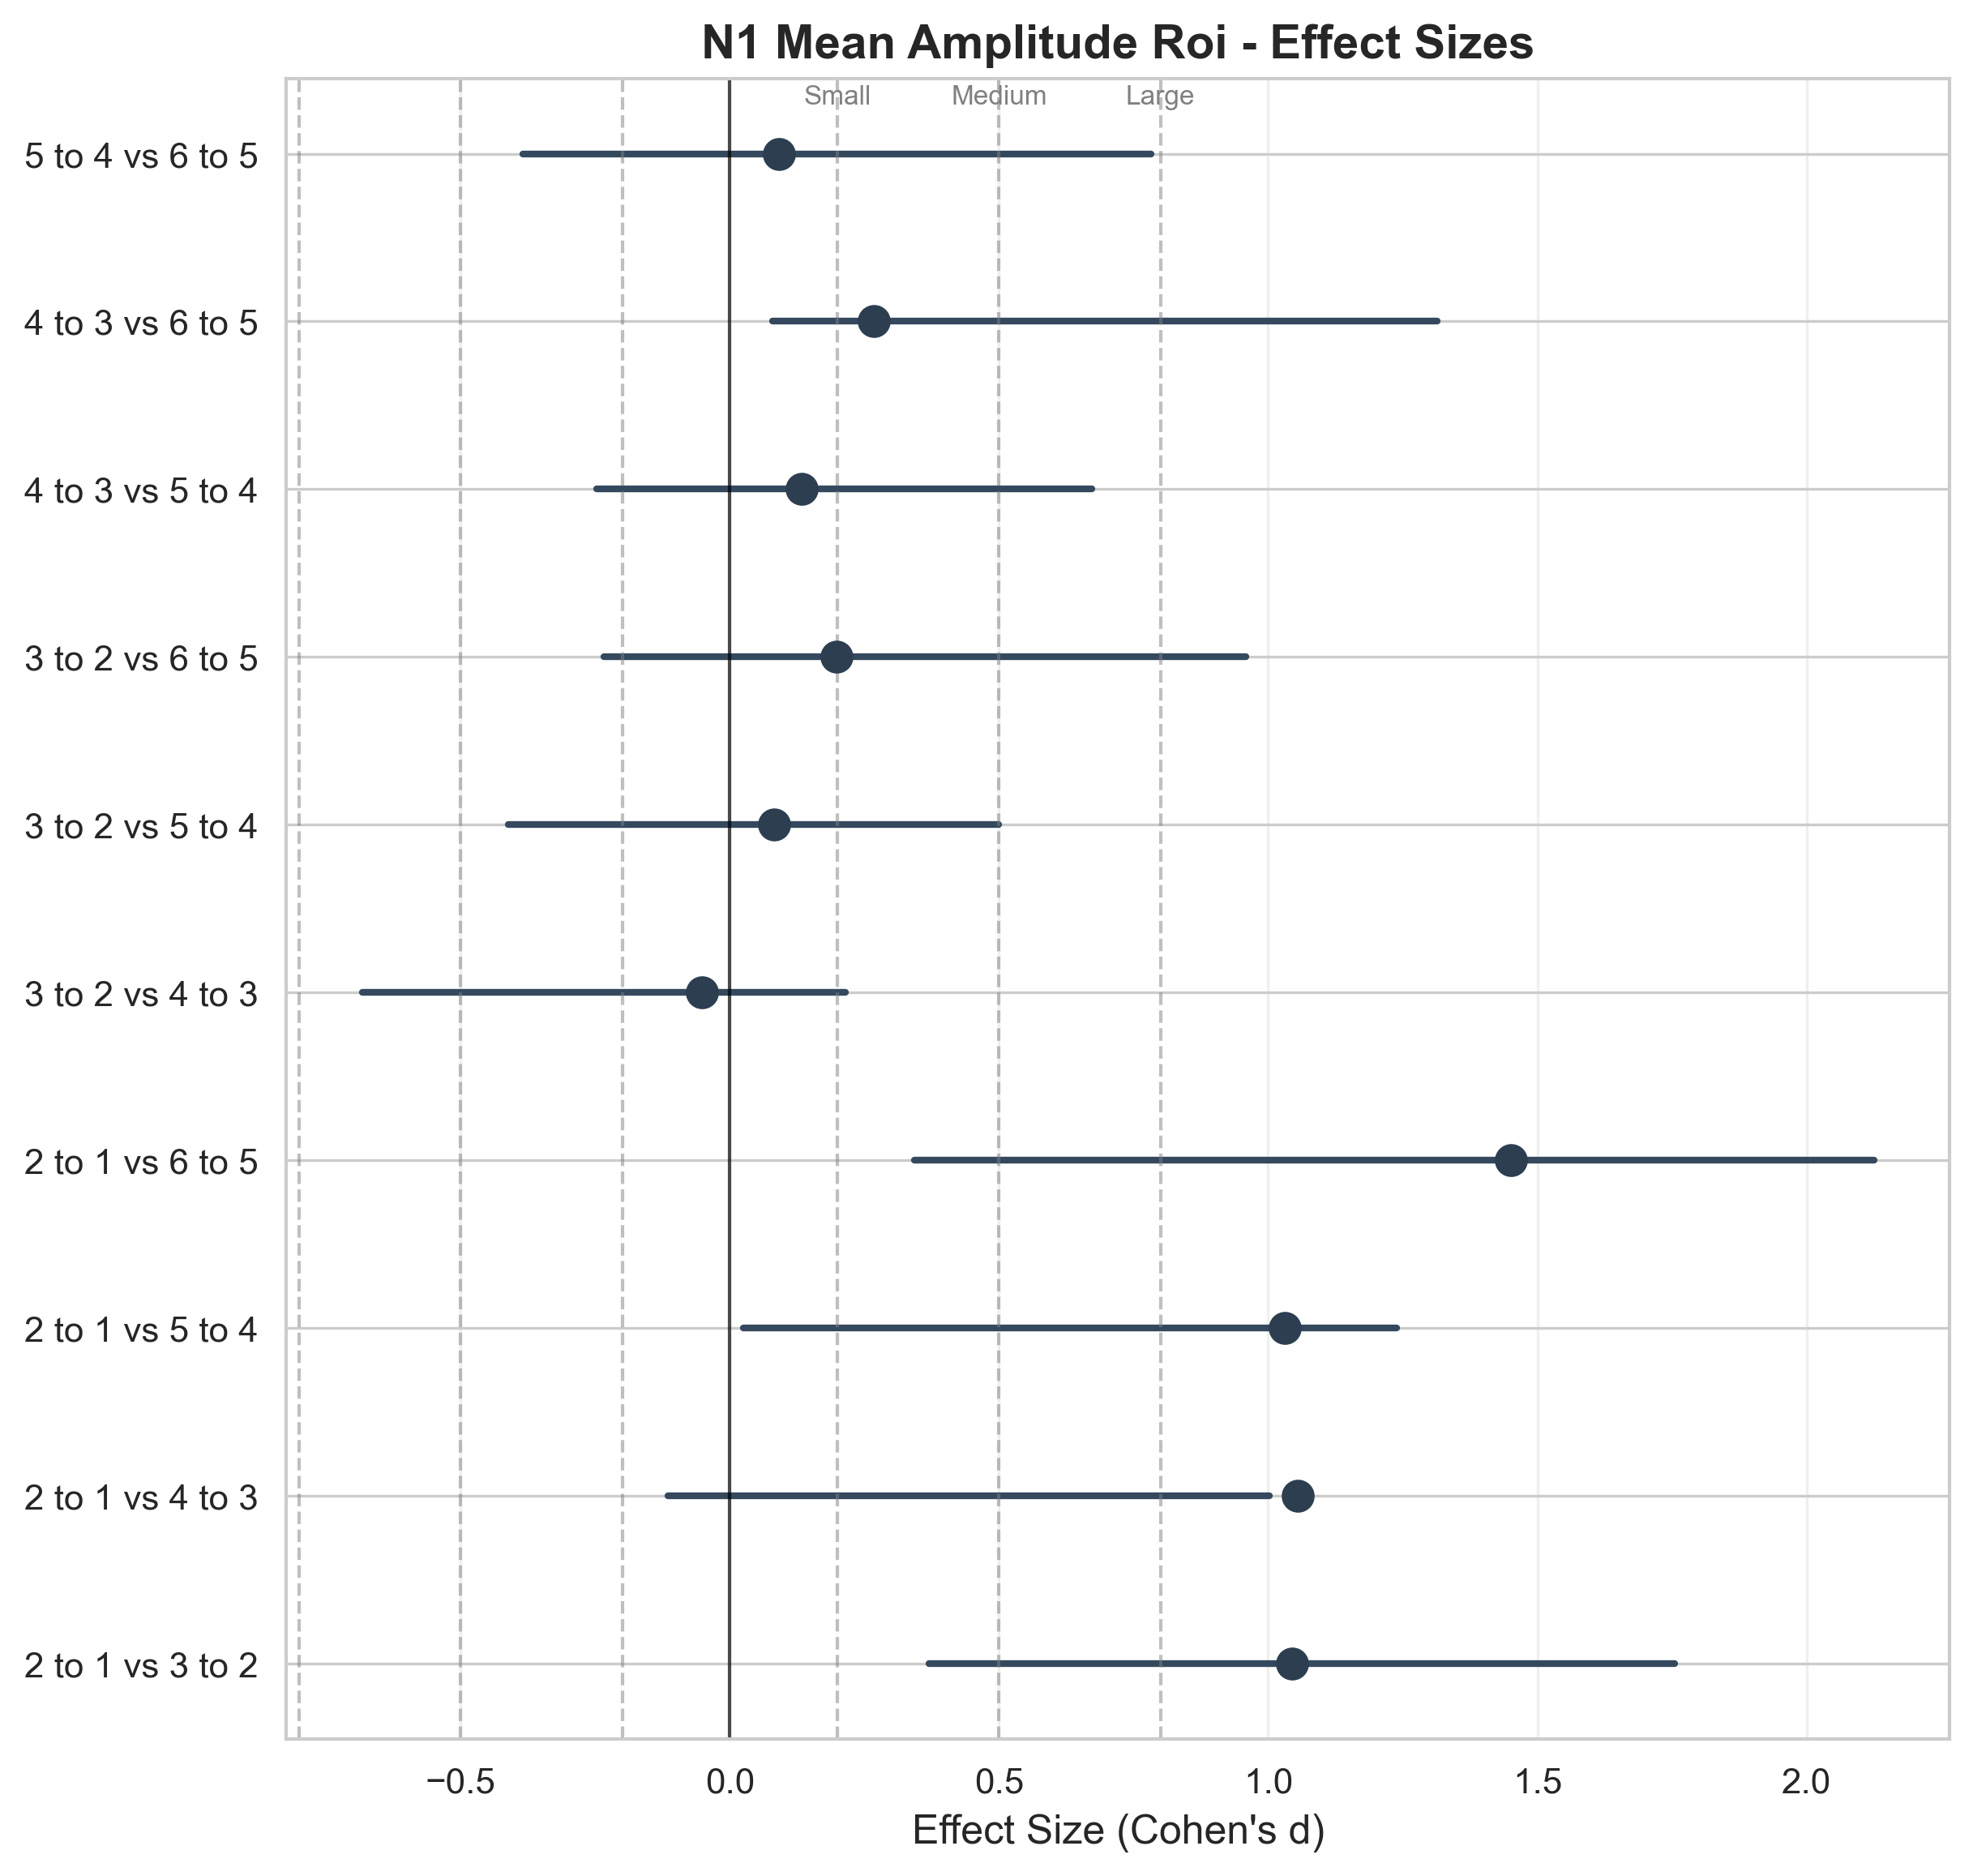 N1 Mean Amplitude Roi - Effect Sizes
Small Medium Large
5 to 4 vs 6 to 5
4 to 3 vs 6 to 5
4 to 3 vs 5 to 4
3 to 2 vs 6 to 5
3 to 2 vs 5 to 4
3 to 2 vs 4 to 3
2 to 1 vs 6 to 5
2 to 1 vs 5 to 4
2 to 1 vs 4 to 3
2 to 1 vs 3 to 2
−0.5 0.0 0.5 1.0 1.5 2.0
Effect Size (Cohen's d)